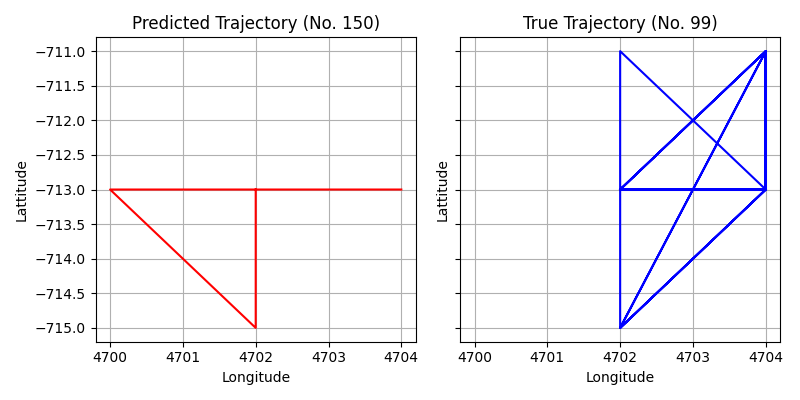 Predicted Trajectory (No. 150)
−711.0
−711.5
−712.0
−712.5
−713.0
−713.5
−714.0
−714.5
−715.0
Lattitude
4700 4701 4702 4703 4704
Longitude
True Trajectory (No. 99)
Lattitude
4700 4701 4702 4703 4704
Longitude